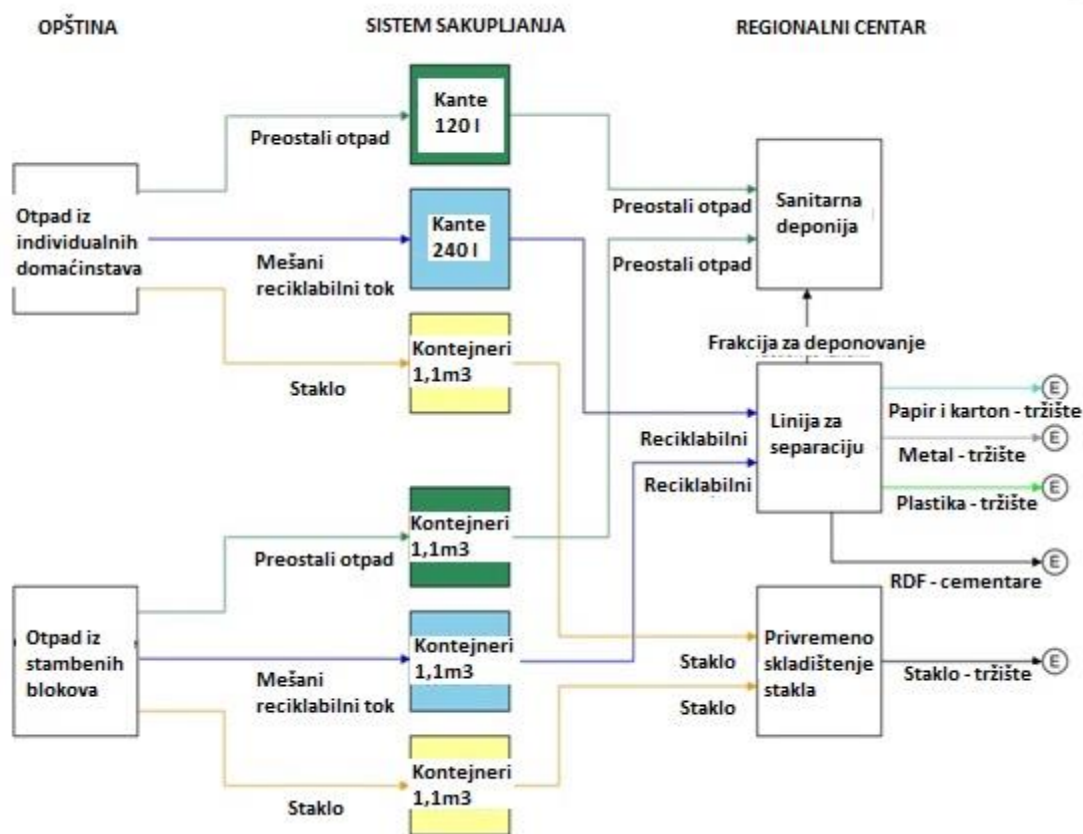 OPŠTINA
SISTEM SAKUPLJANJA
REGIONALNI CENTAR
Kante
120 l
Preostali otpad
Otpad iz
individualnih
domaćinstava
Kante
240 l
Mešani
reciklabilni tok
Kontejneri
1,1m3
Staklo
Preostali otpad
Preostali otpad
Sanitarna
deponija
Frakcija za deponovanje
Linija za
separaciju
Reciklabilni
Reciklabilni
E
Papir i karton - tržište
E
Metal - tržište
E
Plastika - tržište
E
RDF - cementare
Kontejneri
1,1m3
Preostali otpad
Otpad iz
stambenih
blokova
Kontejneri
1,1m3
Mešani
reciklabilni tok
Kontejneri
1,1m3
Staklo
Staklo
Staklo
Privremeno
skladištenje
stakla
E
Staklo - tržište